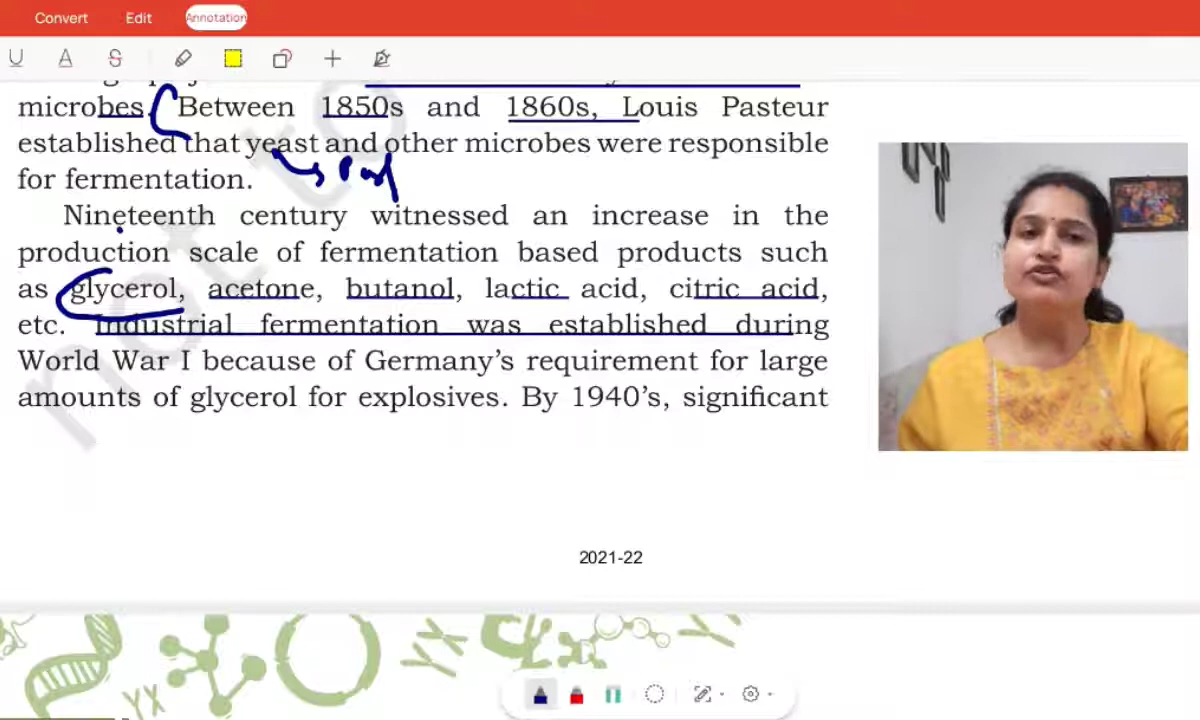 Convert Edit Annotation
microbes. Between 1850s and 1860s, Louis Pasteur
established that yeast and other microbes were responsible
for fermentation.
Nineteenth century witnessed an increase in the
production scale of fermentation based products such
as glycerol, acetone, butanol, lactic acid, citric acid,
etc. Industrial fermentation was established during
World War I because of Germany's requirement for large
amounts of glycerol for explosives. By 1940's, significant
not to
2021-22